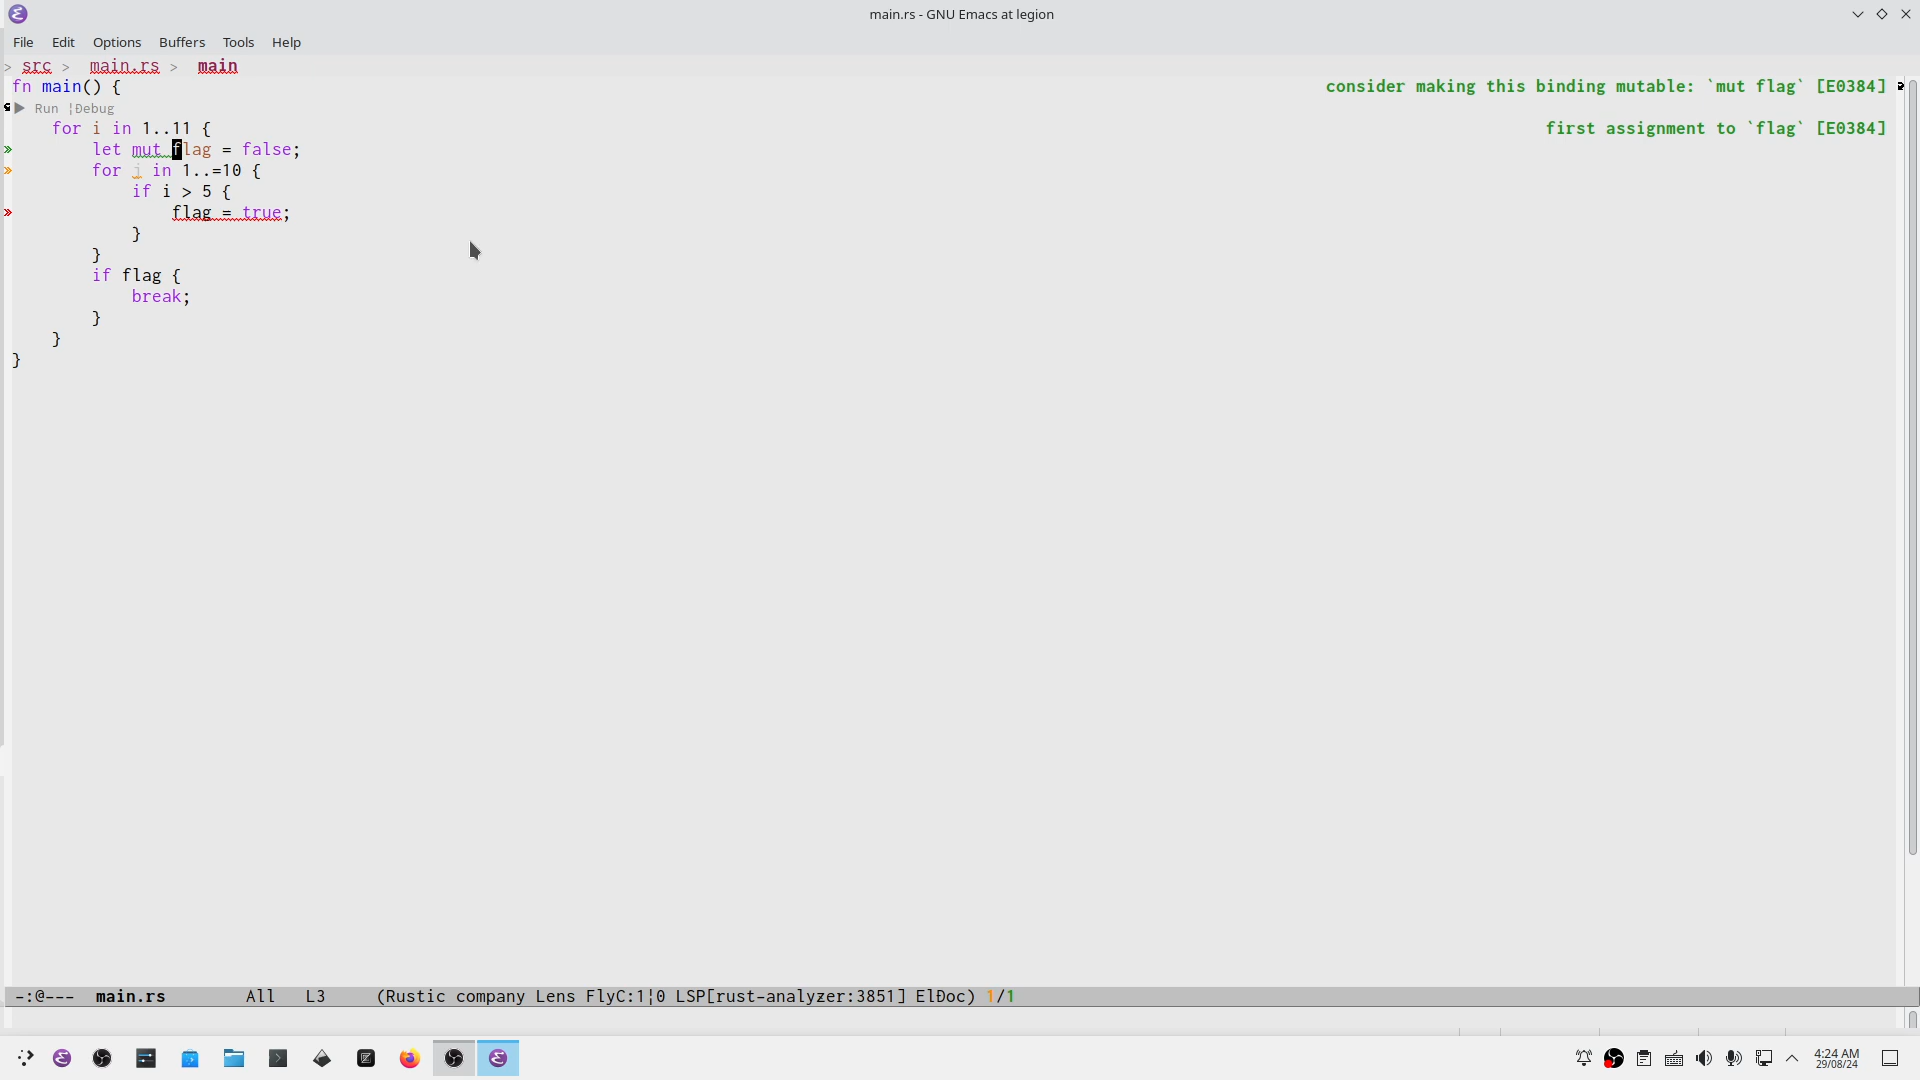 main.rs - GNU Emacs at legion
File Edit Options Buffers Tools Help
> src > main.rs > main
fn main() { consider making this binding mutable: `mut flag` [E0384]
▶ Run ¦Debug
for i in 1..11 { first assignment to `flag` [E0384]
» let mut flag = false;
» for i in 1..=10 {
if i > 5 {
» flag = true;
}
}
if flag {
break;
}
}
}
-:@--- main.rs All L3 (Rustic company Lens FlyC:1¦0 LSP[rust-analyzer:3851] ElDoc) 1/1
4:24 AM
29/08/24